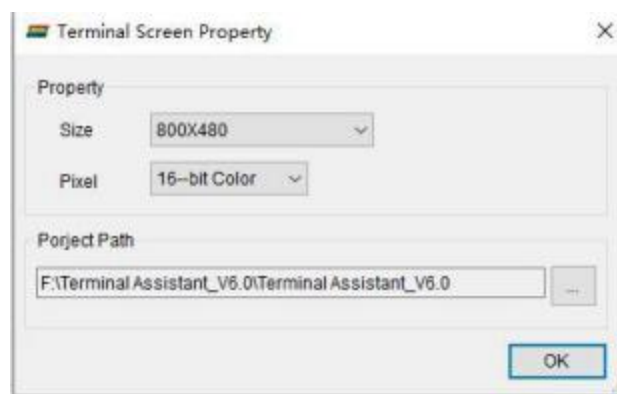 Terminal Screen Property
Property
Size 800X480
Pixel 16--bit Color
Porject Path
F:\Terminal Assistant_V6.0\Terminal Assistant_V6.0 ...
OK